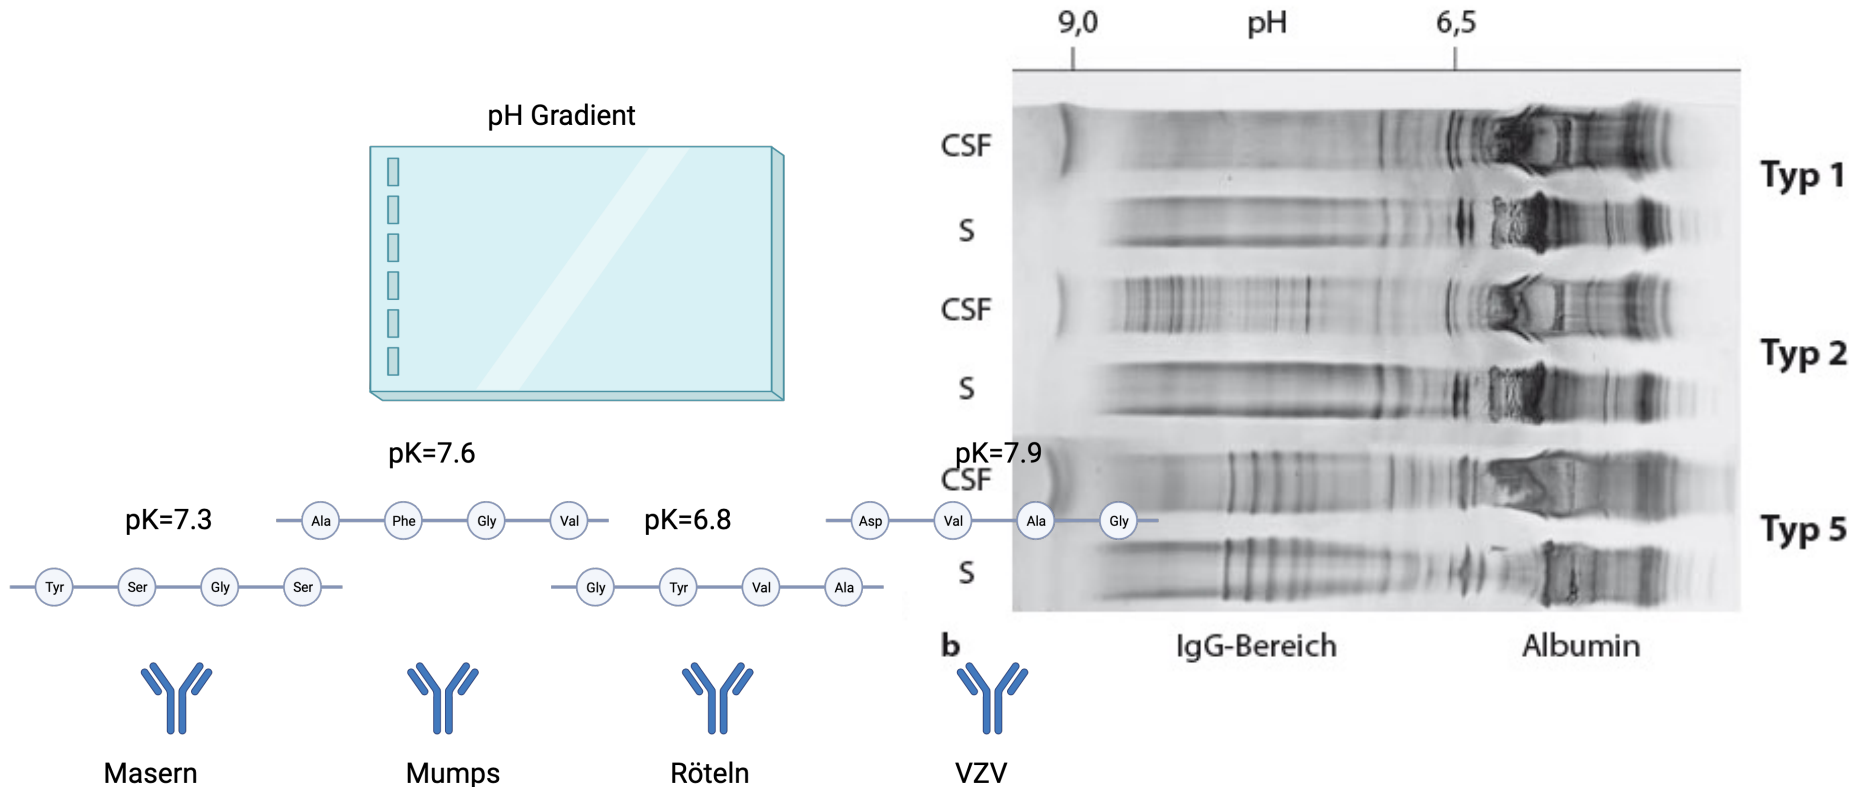 9,0 pH 6,5
pH Gradient
CSF
Typ 1
S
CSF
Typ 2
S
pK=7.6
pK=7.9
CSF
pK=7.3
Ala Phe Gly Val
pK=6.8
Asp Val Ala Gly
Typ 5
S
Tyr Ser Gly Ser
Gly Tyr Val Ala
b IgG-Bereich Albumin
Masern Mumps Röteln VZV